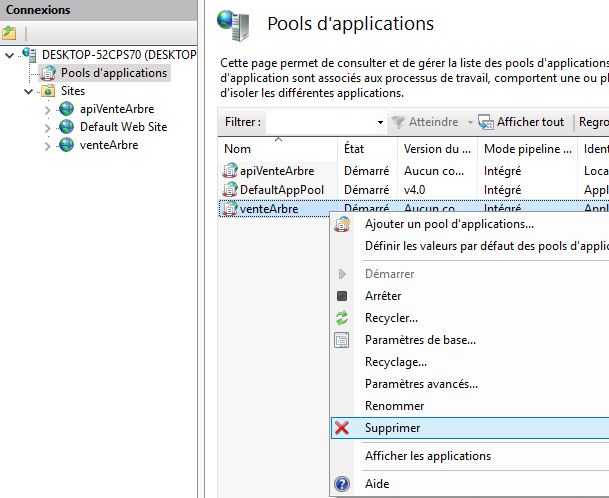 Connexions
DESKTOP-52CPS70 (DESKTOP
Pools d'applications
Sites
apiVenteArbre
Default Web Site
venteArbre
Pools d'applications
Cette page permet de consulter et de gérer la liste des pools d'applications
d'application sont associés aux processus de travail, comportent une ou pl
d'isoler les différentes applications.
Filtrer : Atteindre Afficher tout Regro
Nom État Version du ... Mode pipeline ... Ident
apiVenteArbre Démarré Aucun co... Intégré Loca
DefaultAppPool Démarré v4.0 Intégré Appl
venteArbre Démarré Aucun co... Intégré Appl
Ajouter un pool d'applications...
Définir les valeurs par défaut des pools d'applic
Démarrer
Arrêter
Recycler...
Paramètres de base...
Recyclage...
Paramètres avancés...
Renommer
Supprimer
Afficher les applications
Aide